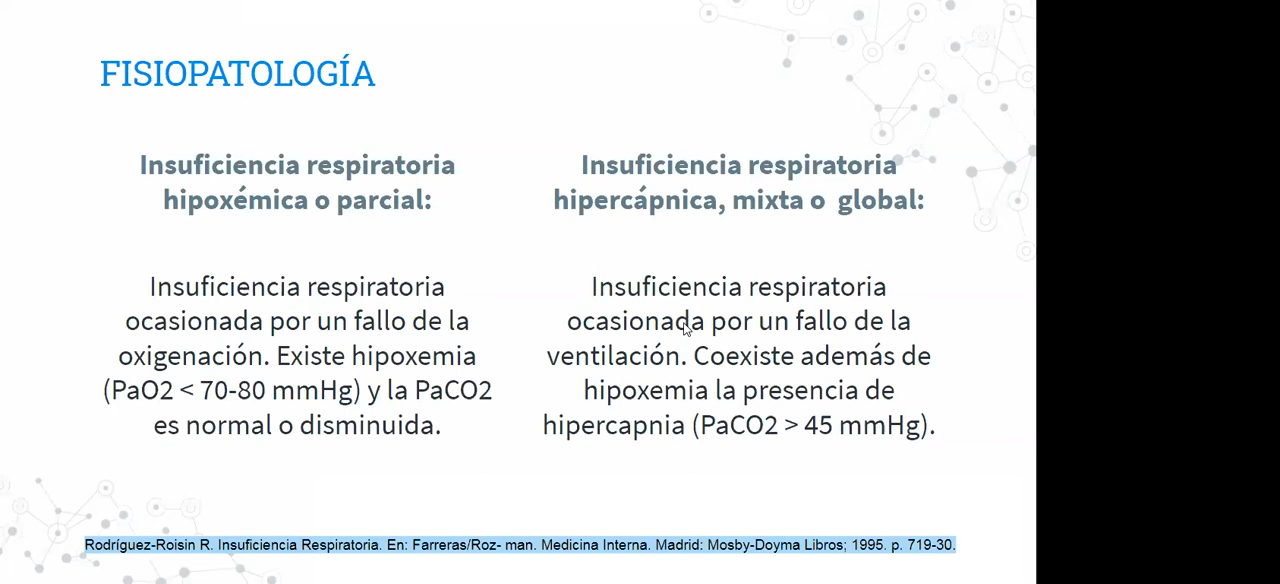 FISIOPATOLOGÍA
Insuficiencia respiratoria
hipoxémica o parcial:
Insuficiencia respiratoria
ocasionada por un fallo de la
oxigenación. Existe hipoxemia
(PaO2 < 70-80 mmHg) y la PaCO2
es normal o disminuida.
Insuficiencia respiratoria
hipercápnica, mixta o  global:
Insuficiencia respiratoria
ocasionada por un fallo de la
ventilación. Coexiste además de
hipoxemia la presencia de
hipercapnia (PaCO2 > 45 mmHg).
Rodríguez-Roisin R. Insuficiencia Respiratoria. En: Farreras/Roz- man. Medicina Interna. Madrid: Mosby-Doyma Libros; 1995. p. 719-30.